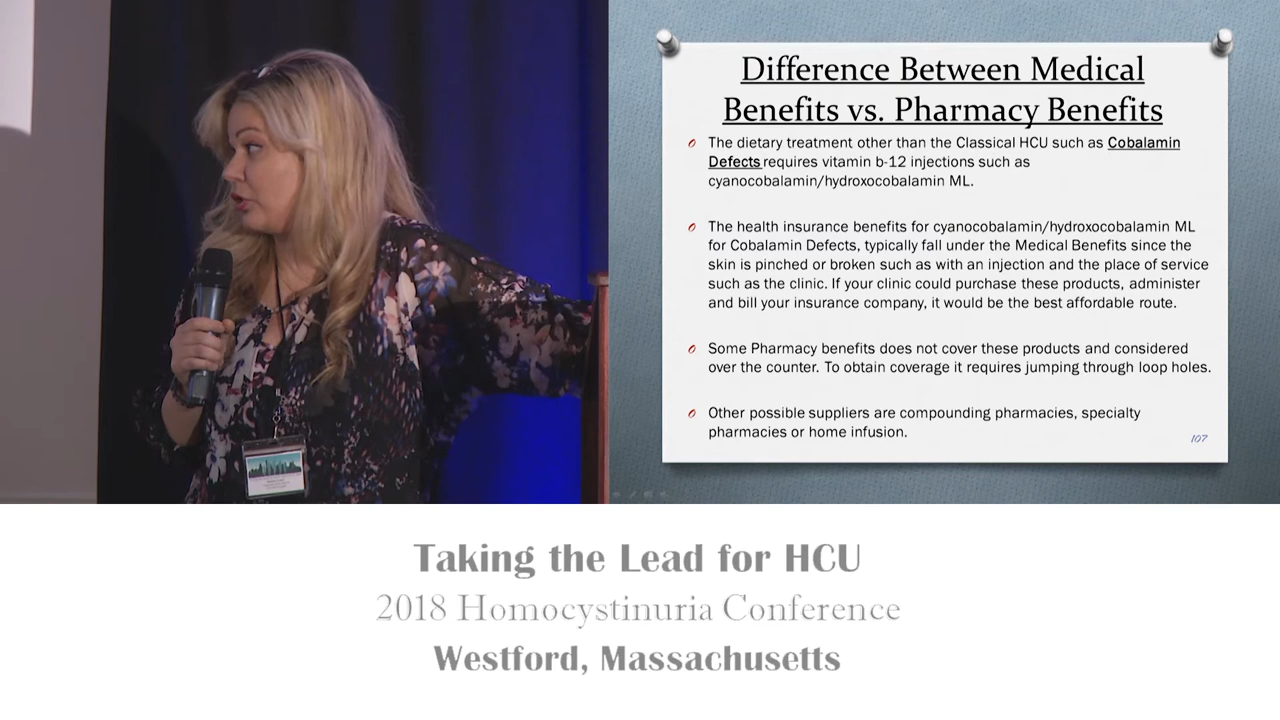 Difference Between Medical
Benefits vs. Pharmacy Benefits
The dietary treatment other than the Classical HCU such as Cobalamin
Defects requires vitamin b-12 injections such as
cyanocobalamin/hydroxocobalamin ML.
The health insurance benefits for cyanocobalamin/hydroxocobalamin ML
for Cobalamin Defects, typically fall under the Medical Benefits since the
skin is pinched or broken such as with an injection and the place of service
such as the clinic. If your clinic could purchase these products, administer
and bill your insurance company, it would be the best affordable route.
Some Pharmacy benefits does not cover these products and considered
over the counter. To obtain coverage it requires jumping through loop holes.
Other possible suppliers are compounding pharmacies, specialty
pharmacies or home infusion.
107
Taking the Lead for HCU
2018 Homocystinuria Conference
Westford, Massachusetts